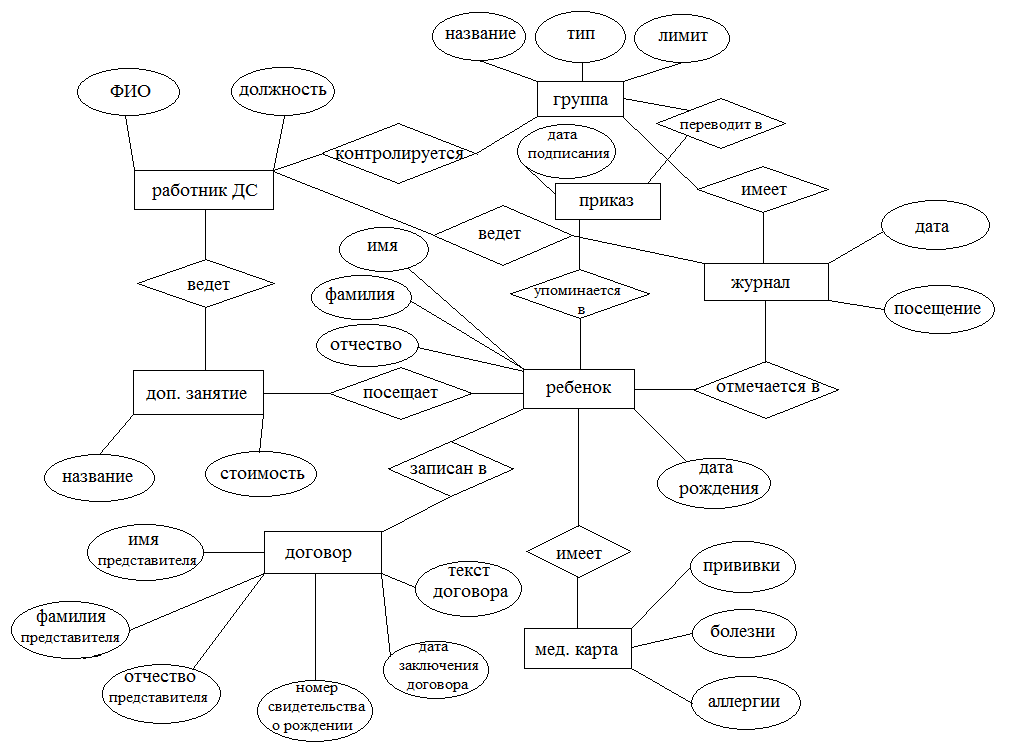 название
тип
лимит
ФИО
должность
группа
переводит в
дата
подписания
контролируется
работник ДС
приказ
имеет
ведет
дата
имя
ведет
журнал
упоминается
в
фамилия
посещение
отчество
доп. занятие
посещает
ребенок
отмечается в
название
стоимость
записан в
дата
рождения
имя
представителя
договор
имеет
текст
договора
прививки
фамилия
представителя
болезни
мед. карта
дата
заключения
договора
отчество
представителя
номер
свидетельства
о рождении
аллергии